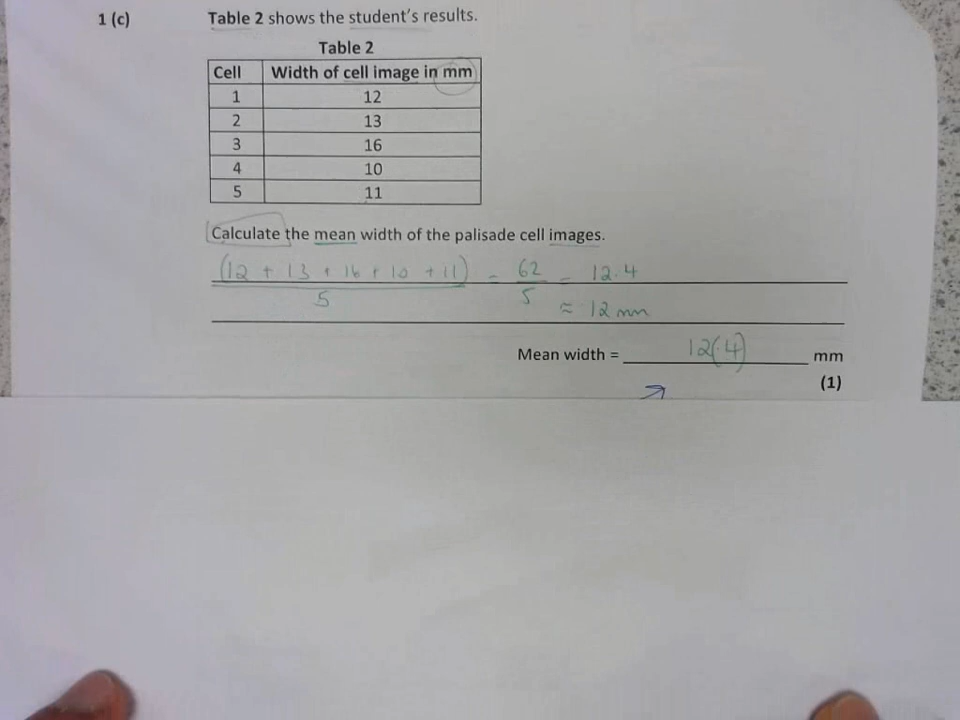 1 (c) Table 2 shows the student's results.
Table 2
Cell Width of cell image in mm
1 12
2 13
3 16
4 10
5 11
Calculate the mean width of the palisade cell images.
(12 + 13 + 16 + 10 + 11) = 62 = 12.4
5 5
≈ 12 mm
Mean width = 12(4) mm
(1)